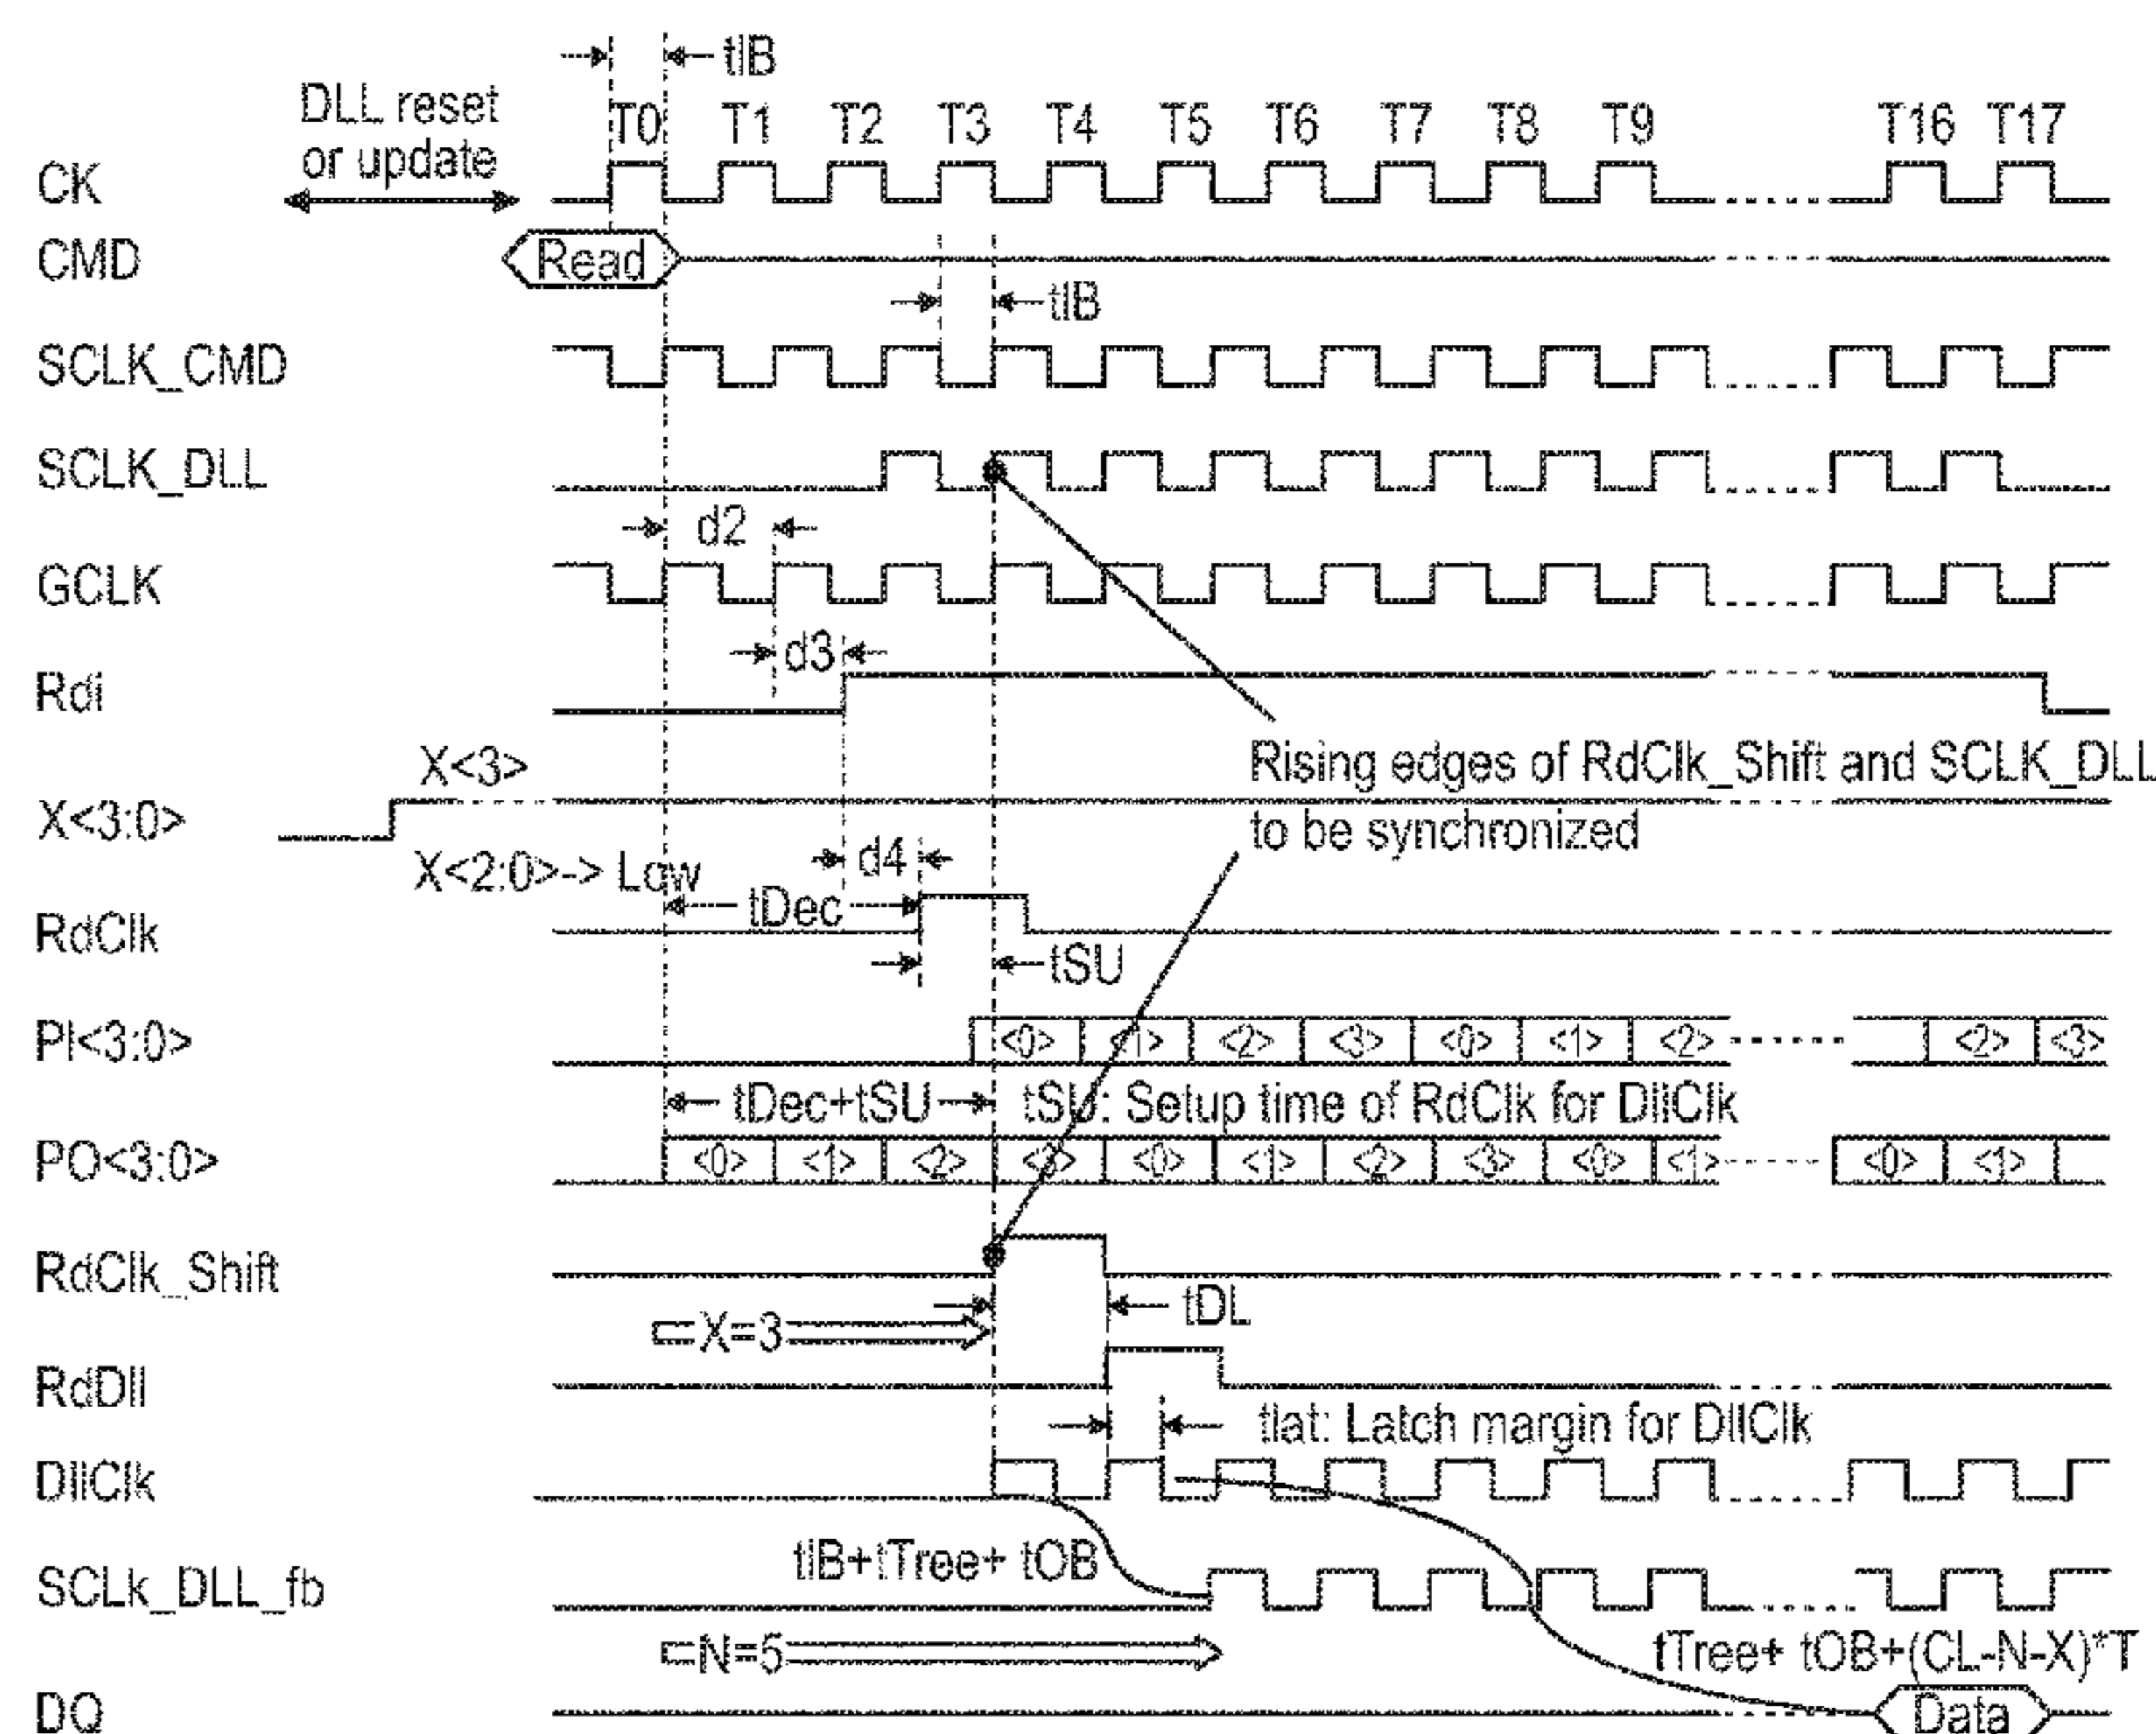 tIB
DLL reset
or update
T0 T1 T2 T3 T4 T5 T6 T7 T8 T9 T16 T17
CK
CMD
Read
tIB
SCLK_CMD
SCLK_DLL
d2
GCLK
d3
Rdi
X<3>
Rising edges of RdClk_Shift and SCLK_DLL
to be synchronized
X<3:0>
X<2:0>-> Low
d4
tDec
RdClk
tSU
PI<3:0>
<0> <1> <2> <3> <0> <1> <2> <2> <3>
tDec+tSU
tSU: Setup time of RdClk for DllClk
PO<3:0>
<0> <1> <2> <3> <0> <1> <2> <3> <0> <1> <0> <1>
RdClk_Shift
X=3
tDL
RdDll
tlat: Latch margin for DllClk
DllClk
tIB+tTree+ tOB
SCLk_DLL_fb
N=5
tTree+ tOB+(CL-N-X)*T
DQ
Data